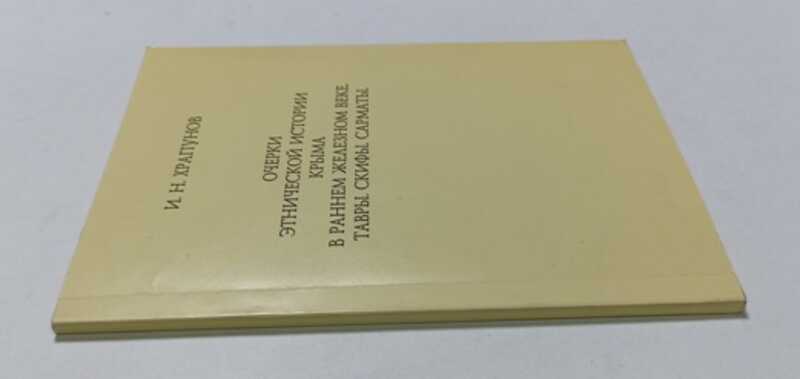 И. Н. ХРАПУНОВ
ОЧЕРКИ
ЭТНИЧЕСКОЙ ИСТОРИИ
КРЫМА
В РАННЕМ ЖЕЛЕЗНОМ ВЕКЕ
ТАВРЫ. СКИФЫ. САРМАТЫ.